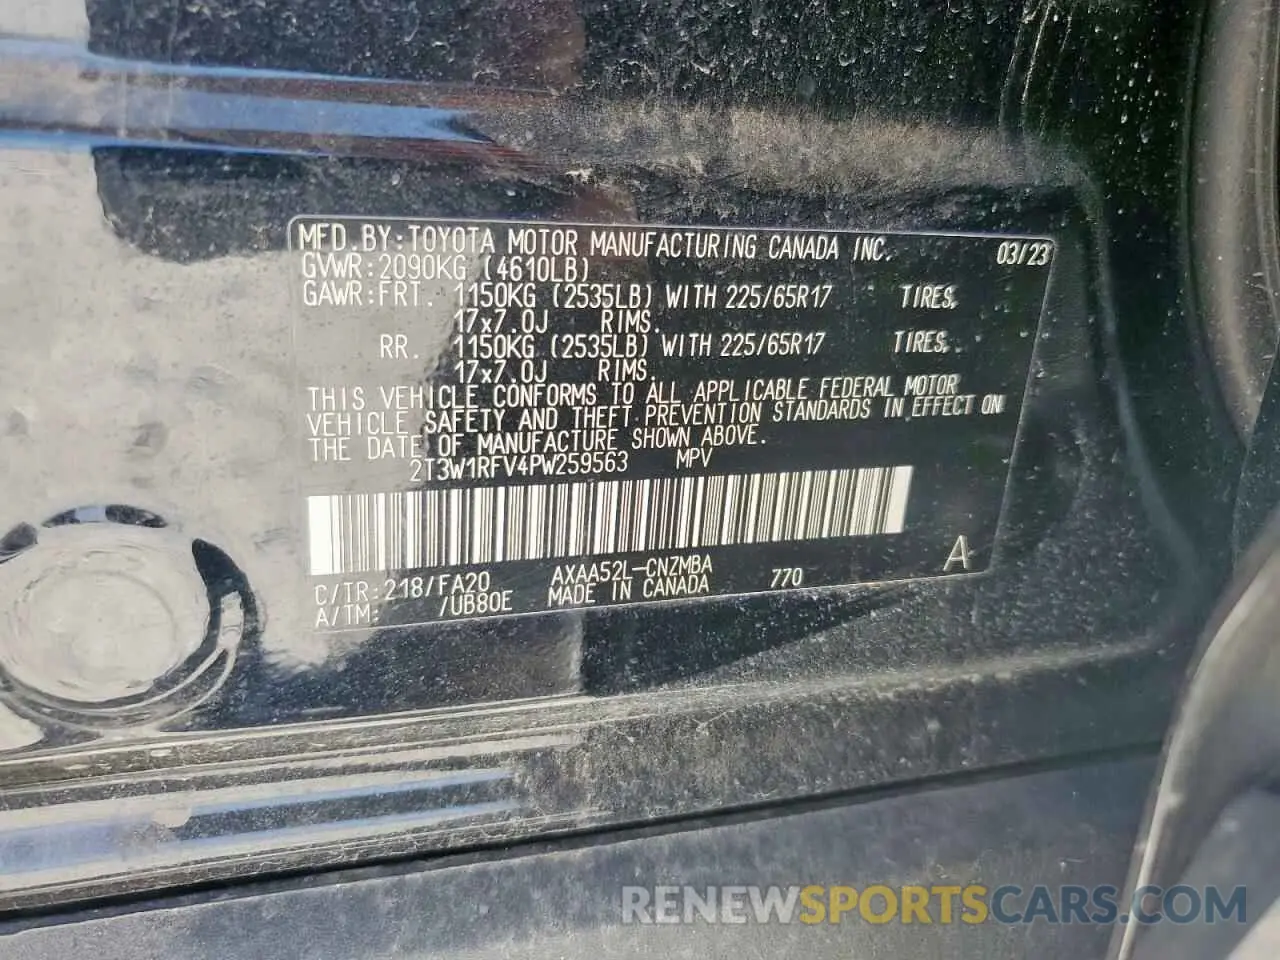 MFD.BY:TOYOTA MOTOR MANUFACTURING CANADA INC. 03/23
GVWR:2090KG (4610LB)
GAWR:FRT. 1150KG (2535LB) WITH 225/65R17 TIRES,
17x7.0J RIMS.
RR. 1150KG (2535LB) WITH 225/65R17 TIRES,
17x7.0J RIMS.
THIS VEHICLE CONFORMS TO ALL APPLICABLE FEDERAL MOTOR
VEHICLE SAFETY AND THEFT PREVENTION STANDARDS IN EFFECT ON
THE DATE OF MANUFACTURE SHOWN ABOVE.
2T3W1RFV4PW259563 MPV
C/TR:218/FA20 AXAA52L-CNZMBA 770 A
A/TM: /UB80E MADE IN CANADA
RENEWSPORTSCARS.COM